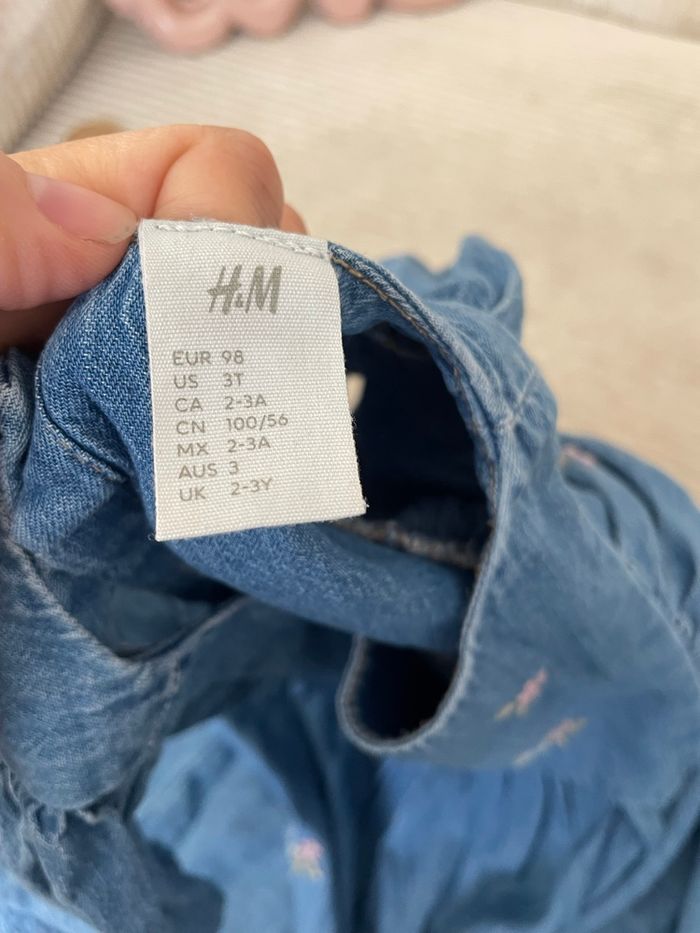 H&M
EUR 98
US 3T
CA 2-3A
CN 100/56
MX 2-3A
AUS 3
UK 2-3Y